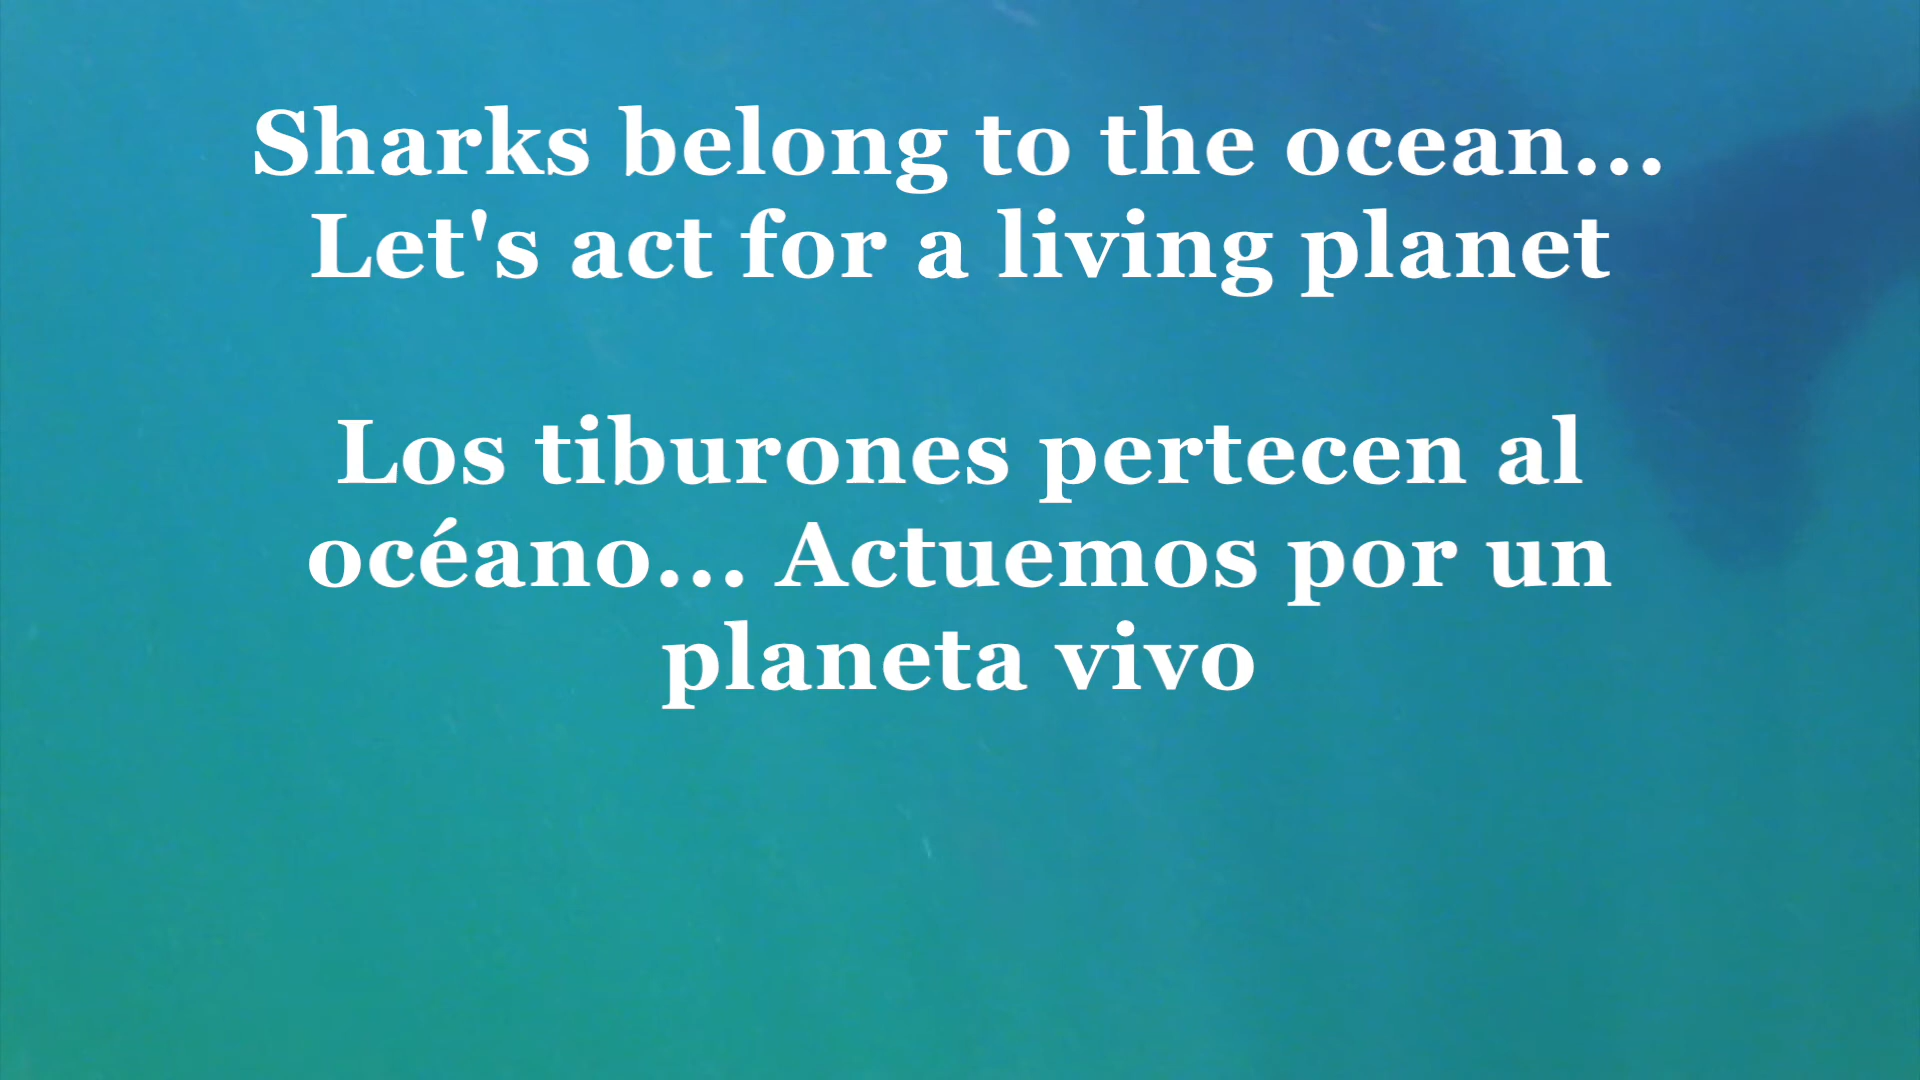 Sharks belong to the ocean...
Let's act for a living planet
Los tiburones pertecen al
océano... Actuemos por un
planeta vivo